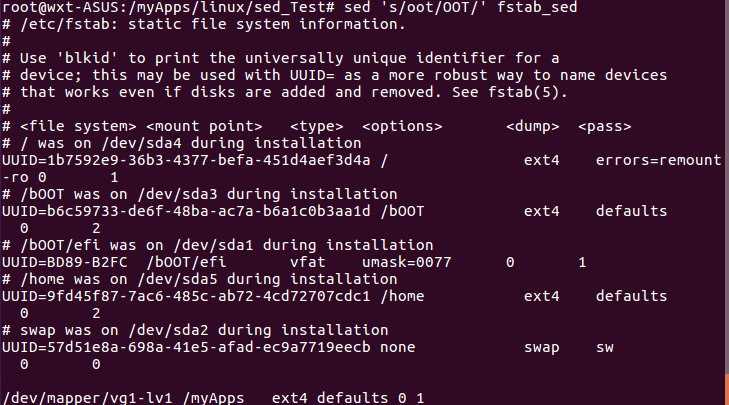 root@wxt-ASUS:/myApps/linux/sed_Test# sed 's/oot/OOT/' fstab_sed
# /etc/fstab: static file system information.
#
# Use 'blkid' to print the universally unique identifier for a
# device; this may be used with UUID= as a more robust way to name devices
# that works even if disks are added and removed. See fstab(5).
#
# <file system> <mount point>   <type>  <options>       <dump>  <pass>
# / was on /dev/sda4 during installation
UUID=1b7592e9-36b3-4377-befa-451d4aef3d4a /               ext4    errors=remount
-ro 0       1
# /bOOT was on /dev/sda3 during installation
UUID=b6c59733-de6f-48ba-ac7a-b6a1c0b3aa1d /bOOT           ext4    defaults
  0       2
# /bOOT/efi was on /dev/sda1 during installation
UUID=BD89-B2FC  /bOOT/efi       vfat    umask=0077      0       1
# /home was on /dev/sda5 during installation
UUID=9fd45f87-7ac6-485c-ab72-4cd72707cdc1 /home           ext4    defaults
  0       2
# swap was on /dev/sda2 during installation
UUID=57d51e8a-698a-41e5-afad-ec9a7719eecb none            swap    sw
  0       0
/dev/mapper/vg1-lv1 /myApps   ext4 defaults 0 1